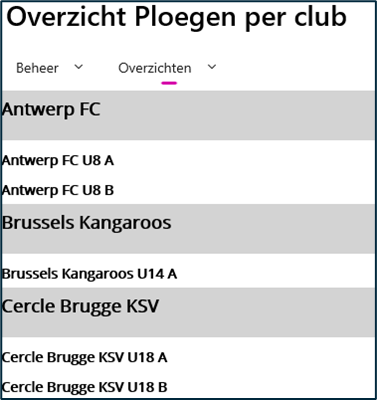 Overzicht Ploegen per club
Beheer Overzichten
Antwerp FC
Antwerp FC U8 A
Antwerp FC U8 B
Brussels Kangaroos
Brussels Kangaroos U14 A
Cercle Brugge KSV
Cercle Brugge KSV U18 A
Cercle Brugge KSV U18 B